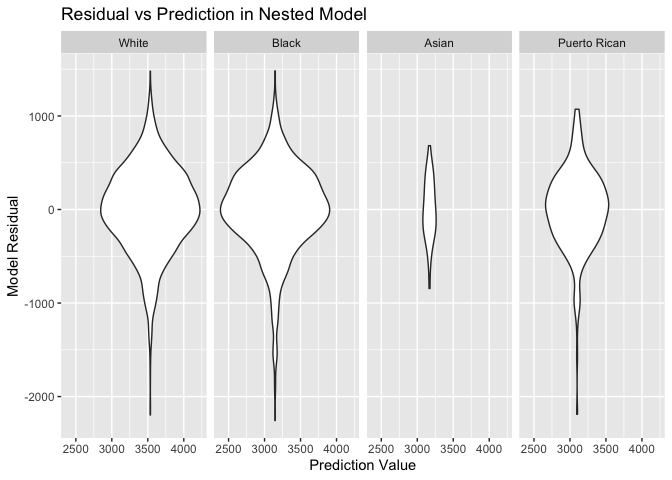 Residual vs Prediction in Nested Model
White Black Asian Puerto Rican
1000
0
-1000
-2000
Model Residual
2500 3000 3500 4000 2500 3000 3500 4000 2500 3000 3500 4000 2500 3000 3500 4000
Prediction Value